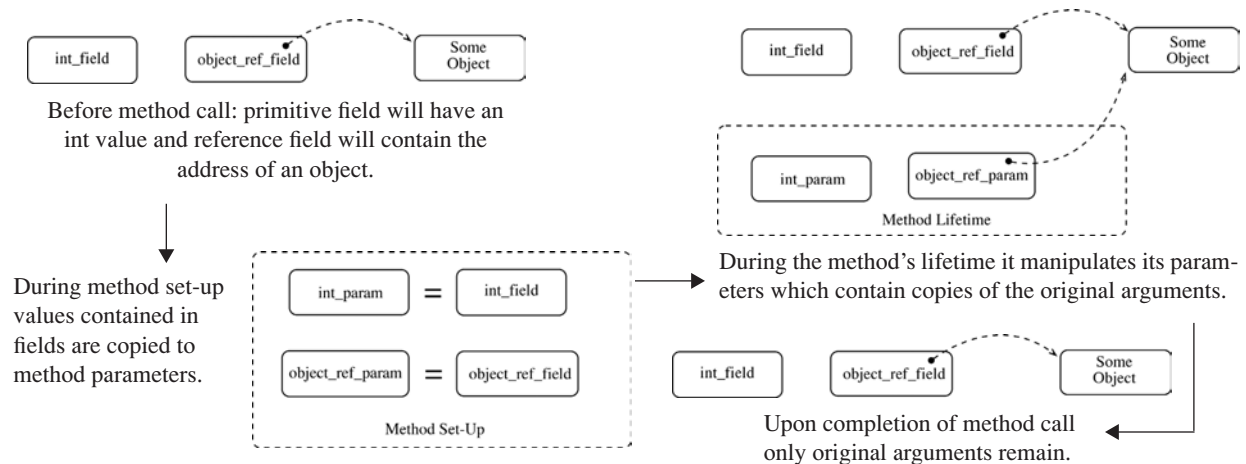 int_field
object_ref_field
Some
Object
Before method call: primitive field will have an
int value and reference field will contain the
address of an object.
During method set-up
values contained in
fields are copied to
method parameters.
int_param
=
int_field
object_ref_param
=
object_ref_field
Method Set-Up
int_field
object_ref_field
Some
Object
int_param
object_ref_param
Method Lifetime
During the method’s lifetime it manipulates its param-
eters which contain copies of the original arguments.
int_field
object_ref_field
Some
Object
Upon completion of method call
only original arguments remain.